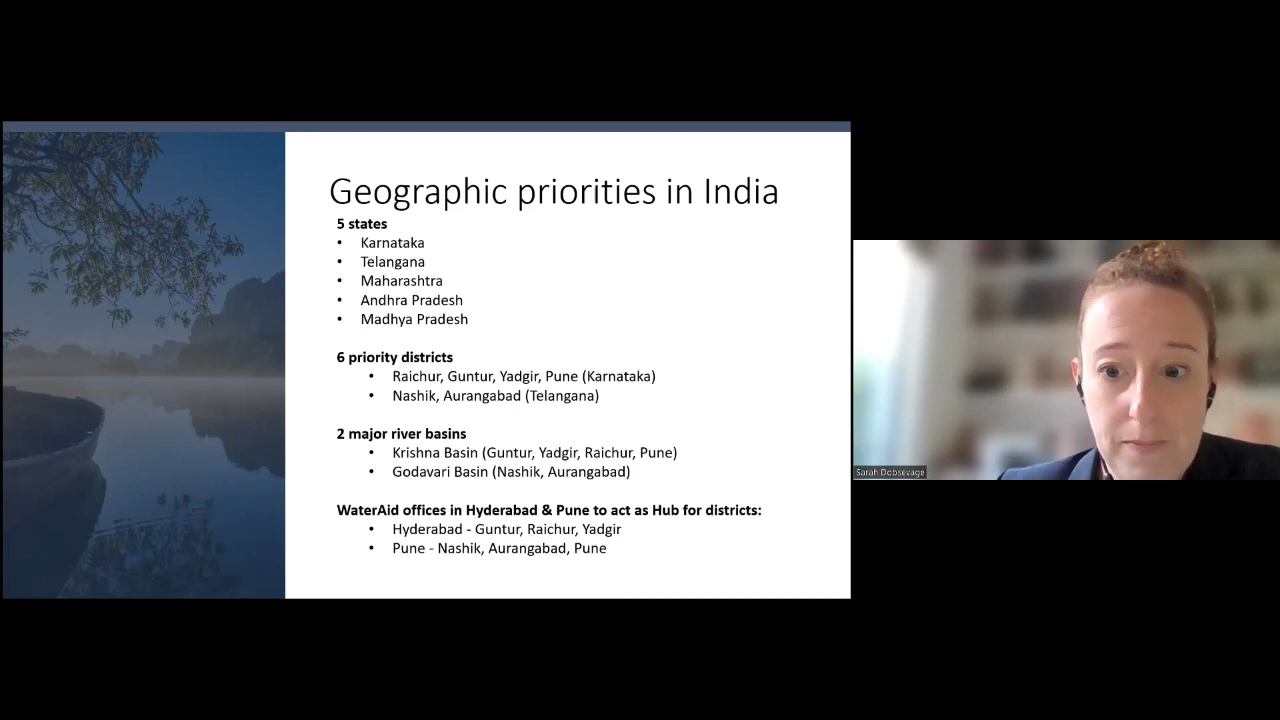 Geographic priorities in India
5 states
• Karnataka
• Telangana
• Maharashtra
• Andhra Pradesh
• Madhya Pradesh
6 priority districts
• Raichur, Guntur, Yadgir, Pune (Karnataka)
• Nashik, Aurangabad (Telangana)
2 major river basins
• Krishna Basin (Guntur, Yadgir, Raichur, Pune)
• Godavari Basin (Nashik, Aurangabad)
WaterAid offices in Hyderabad & Pune to act as Hub for districts:
• Hyderabad - Guntur, Raichur, Yadgir
• Pune - Nashik, Aurangabad, Pune
Sarah Dobsevage